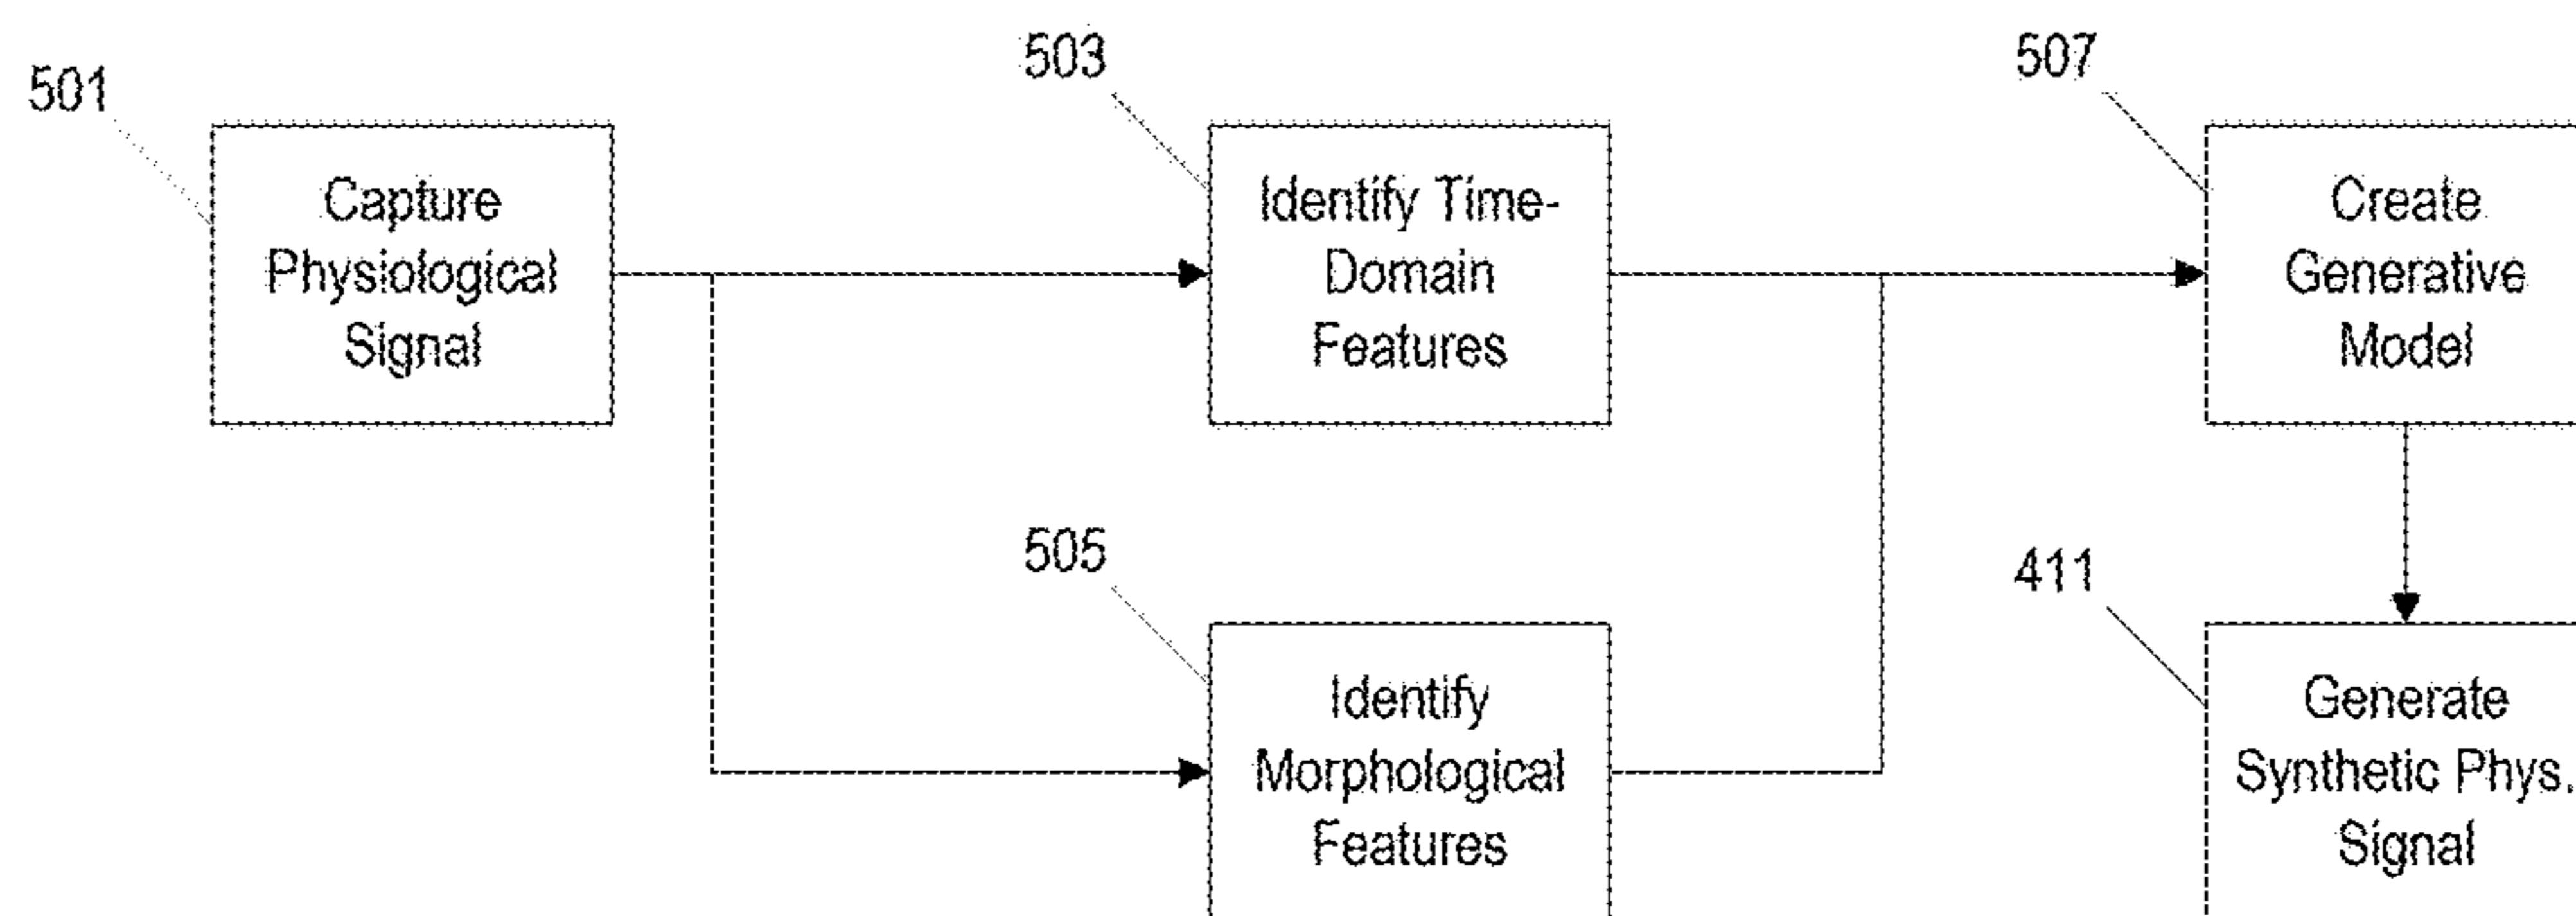 501
Capture
Physiological
Signal
503
Identify Time-
Domain
Features
507
Create
Generative
Model
505
Identify
Morphological
Features
411
Generate
Synthetic Phys.
Signal